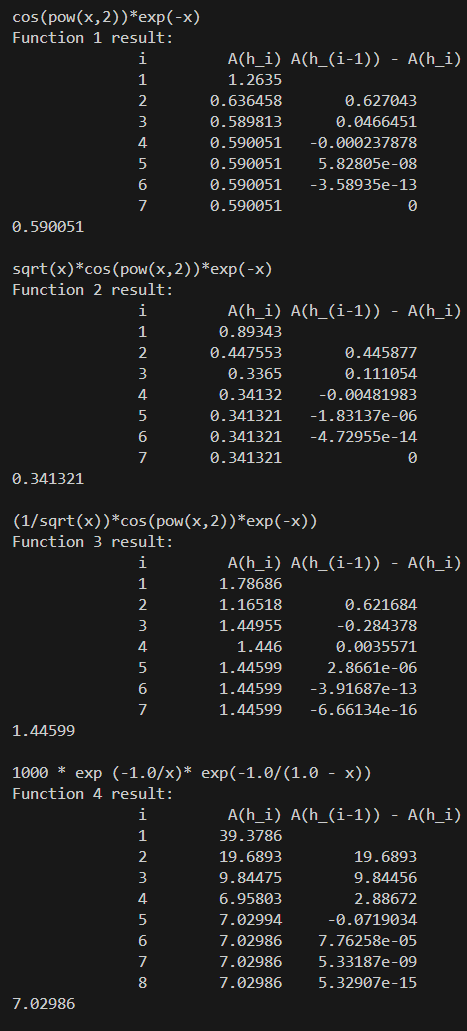 cos(pow(x,2))*exp(-x)
Function 1 result:
i A(h_i) A(h_(i-1)) - A(h_i)
1 1.2635
2 0.636458 0.627043
3 0.589813 0.0466451
4 0.590051 -0.000237878
5 0.590051 5.82805e-08
6 0.590051 -3.58935e-13
7 0.590051 0
0.590051
sqrt(x)*cos(pow(x,2))*exp(-x)
Function 2 result:
i A(h_i) A(h_(i-1)) - A(h_i)
1 0.89343
2 0.447553 0.445877
3 0.3365 0.111054
4 0.34132 -0.00481983
5 0.341321 -1.83137e-06
6 0.341321 -4.72955e-14
7 0.341321 0
0.341321
(1/sqrt(x))*cos(pow(x,2))*exp(-x))
Function 3 result:
i A(h_i) A(h_(i-1)) - A(h_i)
1 1.78686
2 1.16518 0.621684
3 1.44955 -0.284378
4 1.446 0.0035571
5 1.44599 2.8661e-06
6 1.44599 -3.91687e-13
7 1.44599 -6.66134e-16
1.44599
1000 * exp (-1.0/x)* exp(-1.0/(1.0 - x))
Function 4 result:
i A(h_i) A(h_(i-1)) - A(h_i)
1 39.3786
2 19.6893 19.6893
3 9.84475 9.84456
4 6.95803 2.88672
5 7.02994 -0.0719034
6 7.02986 7.76258e-05
7 7.02986 5.33187e-09
8 7.02986 5.32907e-15
7.02986